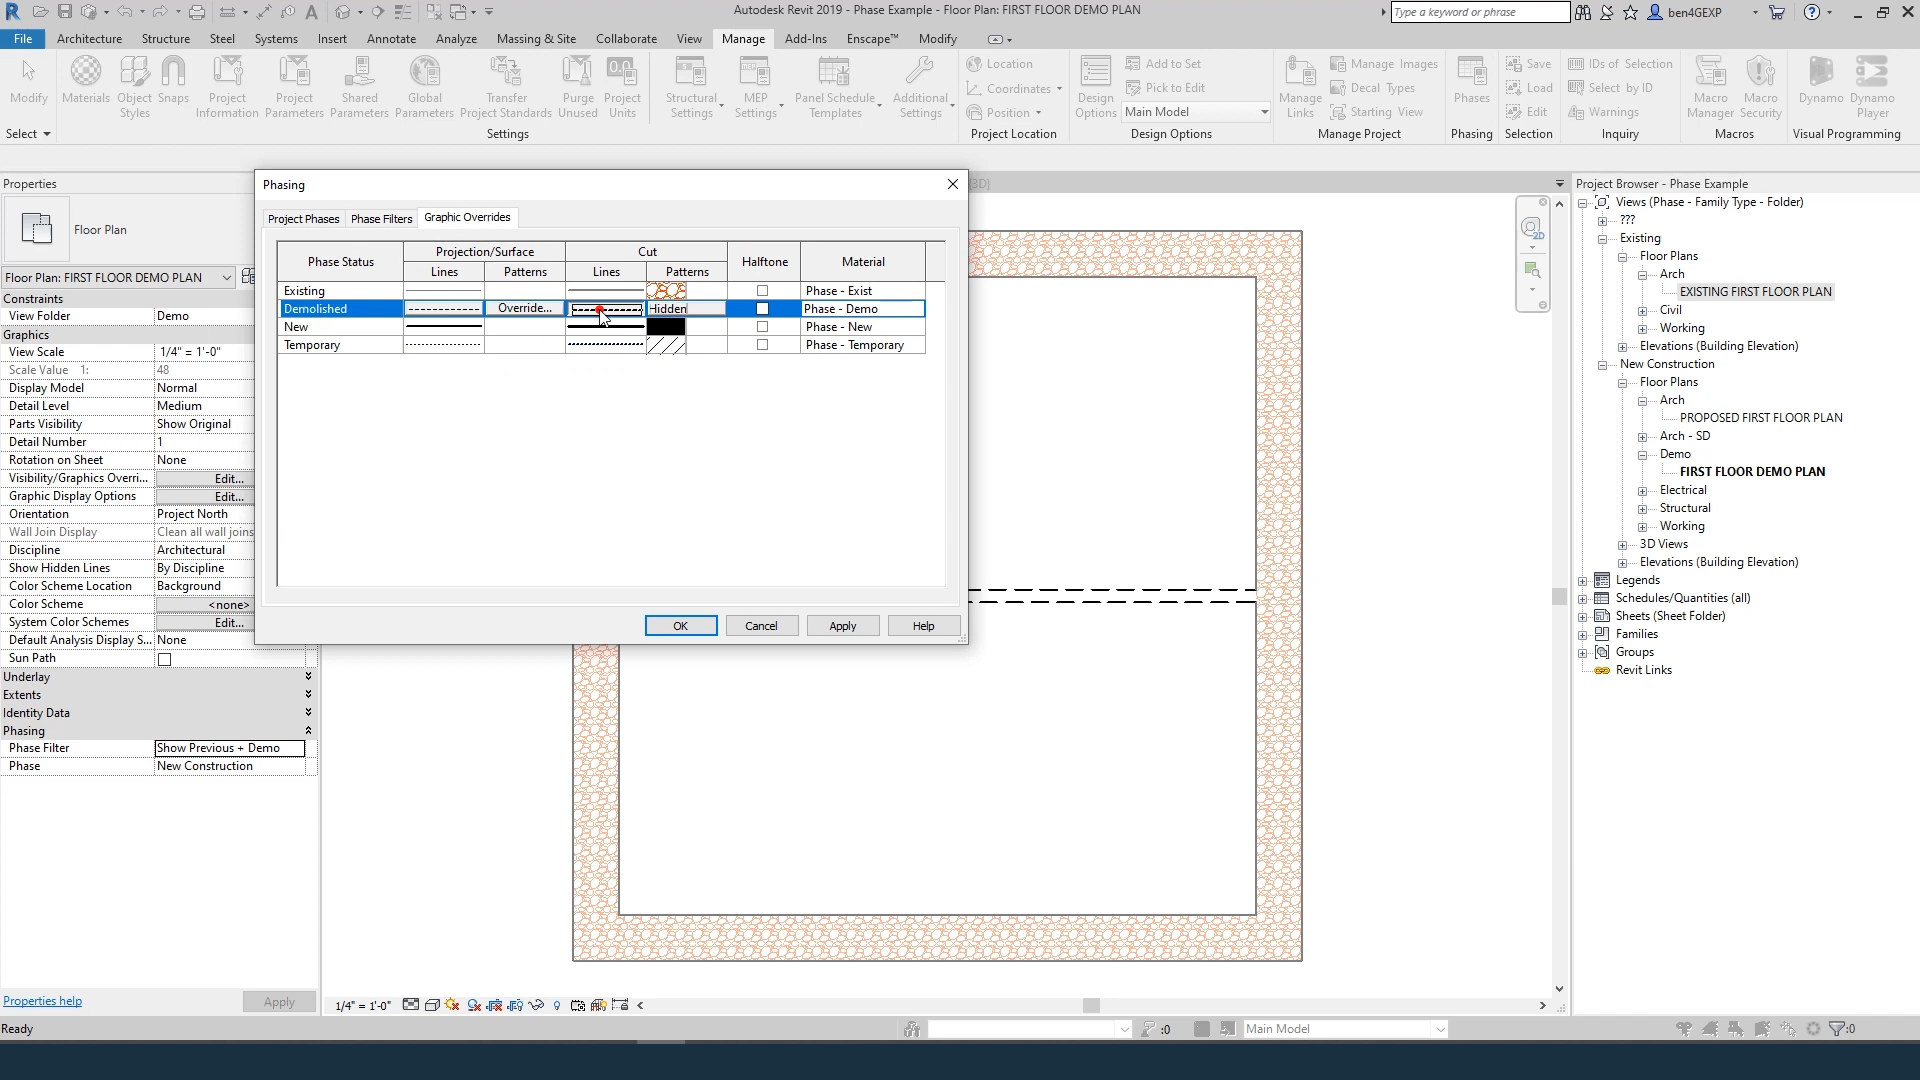 Autodesk Revit 2019 - Phase Example - Floor Plan: FIRST FLOOR DEMO PLAN
Type a keyword or phrase
ben4GEXP
File Architecture Structure Steel Systems Insert Annotate Analyze Massing & Site Collaborate View Manage Add-Ins Enscape™ Modify
Modify
Materials
Object Styles
Snaps
Project Information
Project Parameters
Shared Parameters
Global Parameters
Transfer Project Standards
Purge Unused
Project Units
Structural Settings
MEP Settings
Panel Schedule Templates
Additional Settings
Location
Coordinates
Position
Design Options
Add to Set
Pick to Edit
Main Model
Manage Links
Manage Images
Decal Types
Starting View
Phases
Save
Load
Edit
IDs of Selection
Select by ID
Warnings
Macro Manager
Macro Security
Dynamo
Dynamo Player
Select
Settings
Project Location
Design Options
Manage Project
Phasing
Selection
Inquiry
Macros
Visual Programming
Properties
Floor Plan
Floor Plan: FIRST FLOOR DEMO PLAN
Constraints
View Folder Demo
Graphics
View Scale 1/4" = 1'-0"
Scale Value 1: 48
Display Model Normal
Detail Level Medium
Parts Visibility Show Original
Detail Number 1
Rotation on Sheet None
Visibility/Graphics Overri... Edit...
Graphic Display Options Edit...
Orientation Project North
Wall Join Display Clean all wall joins
Discipline Architectural
Show Hidden Lines By Discipline
Color Scheme Location Background
Color Scheme <none>
System Color Schemes Edit...
Default Analysis Display S... None
Sun Path
Underlay
Extents
Identity Data
Phasing
Phase Filter Show Previous + Demo
Phase New Construction
Properties help
Apply
Phasing
Project Phases Phase Filters Graphic Overrides
Phase Status
Projection/Surface
Cut
Halftone
Material
Lines Patterns Lines Patterns
Existing Phase - Exist
Demolished Override... Hidden Phase - Demo
New Phase - New
Temporary Phase - Temporary
OK Cancel Apply Help
3D)
2D
Project Browser - Phase Example
Views (Phase - Family Type - Folder)
???
Existing
Floor Plans
Arch
EXISTING FIRST FLOOR PLAN
Civil
Working
Elevations (Building Elevation)
New Construction
Floor Plans
Arch
PROPOSED FIRST FLOOR PLAN
Arch - SD
Demo
FIRST FLOOR DEMO PLAN
Electrical
Structural
Working
3D Views
Elevations (Building Elevation)
Legends
Schedules/Quantities (all)
Sheets (Sheet Folder)
Families
Groups
Revit Links
1/4" = 1'-0"
Ready
:0
Main Model
:0